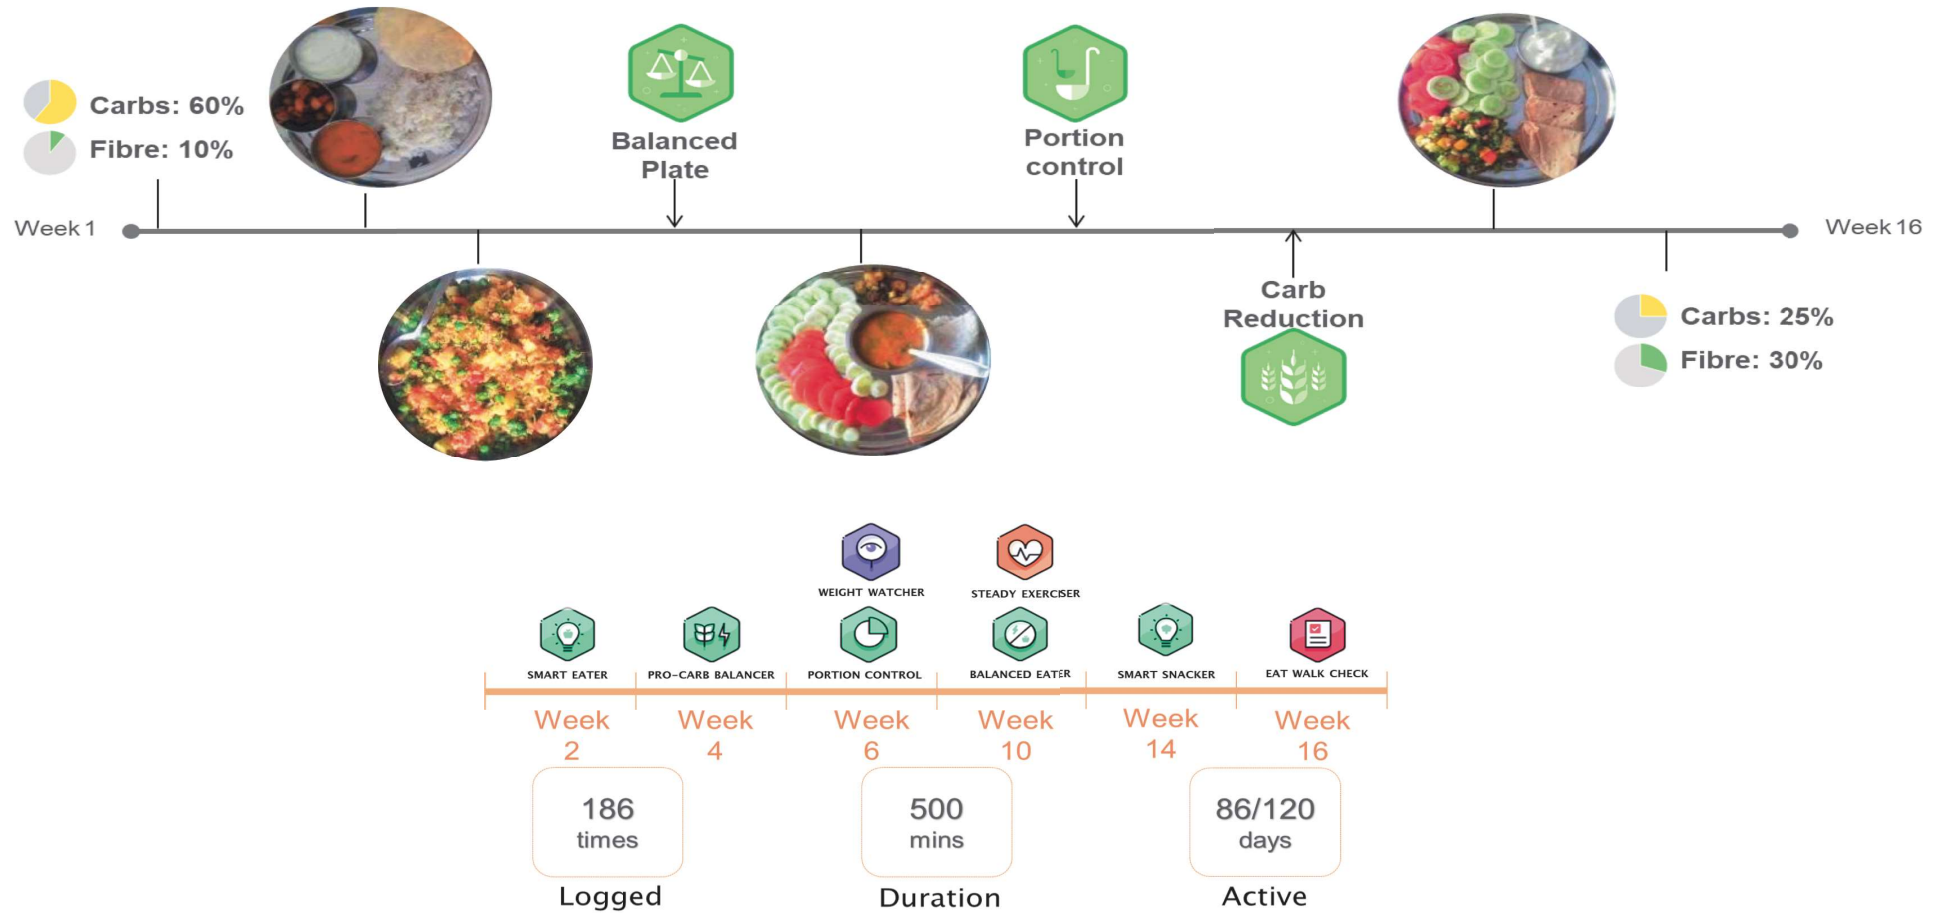 Carbs: 60%
Fibre: 10%
Balanced
Plate
Portion
control
Week 1
Week 16
Carb
Reduction
Carbs: 25%
Fibre: 30%
WEIGHT WATCHER
STEADY EXERCISER
SMART EATER
PRO-CARB BALANCER
PORTION CONTROL
BALANCED EATER
SMART SNACKER
EAT WALK CHECK
Week
2
Week
4
Week
6
Week
10
Week
14
Week
16
186
times
Logged
500
mins
Duration
86/120
days
Active